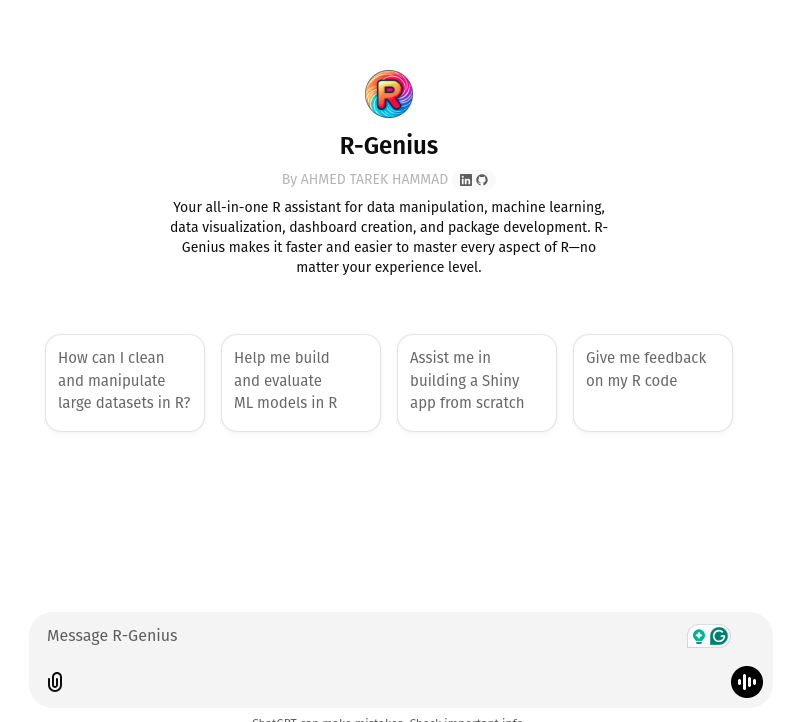 R
R-Genius
By AHMED TAREK HAMMAD in
Your all-in-one R assistant for data manipulation, machine learning,
data visualization, dashboard creation, and package development. R-
Genius makes it faster and easier to master every aspect of R—no
matter your experience level.
How can I clean
and manipulate
large datasets in R?
Help me build
and evaluate
ML models in R
Assist me in
building a Shiny
app from scratch
Give me feedback
on my R code
Message R-Genius
ChatGPT can make mistakes. Check important info.